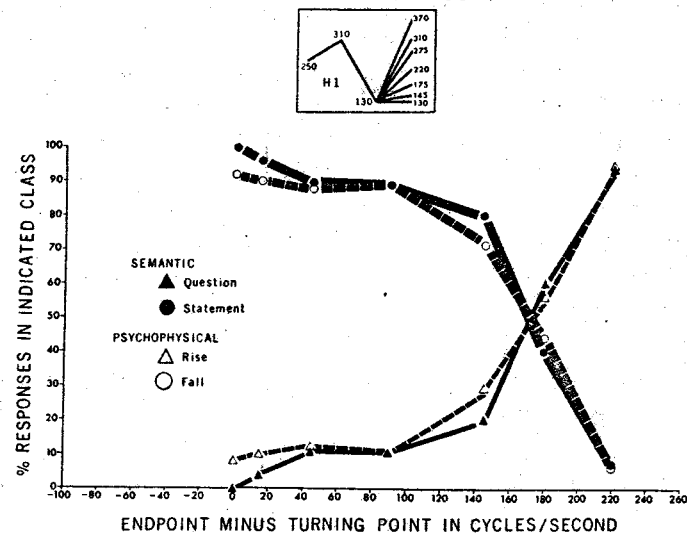 370
310
310
275
250
220
H1
175
145
130
130
% RESPONSES IN INDICATED CLASS
100
90
80
70
60
50
40
30
20
10
0
SEMANTIC
Question
Statement
PSYCHOPHYSICAL
Rise
Fall
-100 -80 -60 -40 -20 0 20 40 60 80 100 120 140 160 180 200 220 240 260
ENDPOINT MINUS TURNING POINT IN CYCLES/SECOND